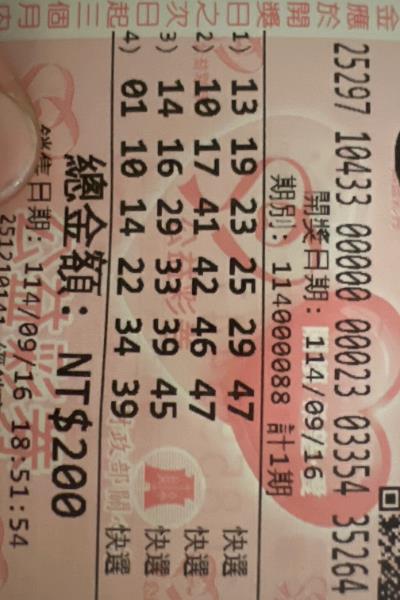 25297 10433 000000 00023 03354 35264
開獎日期: 114/09/16
期別: 114000088 計1期
1) 13 19 23 25 29 47 快選
2) 10 17 41 42 46 47 快選
3) 14 16 29 33 39 45 快選
4) 01 10 14 22 34 39 快選
總金額: NT$200
銷售日期: 114/09/16 18:51:54